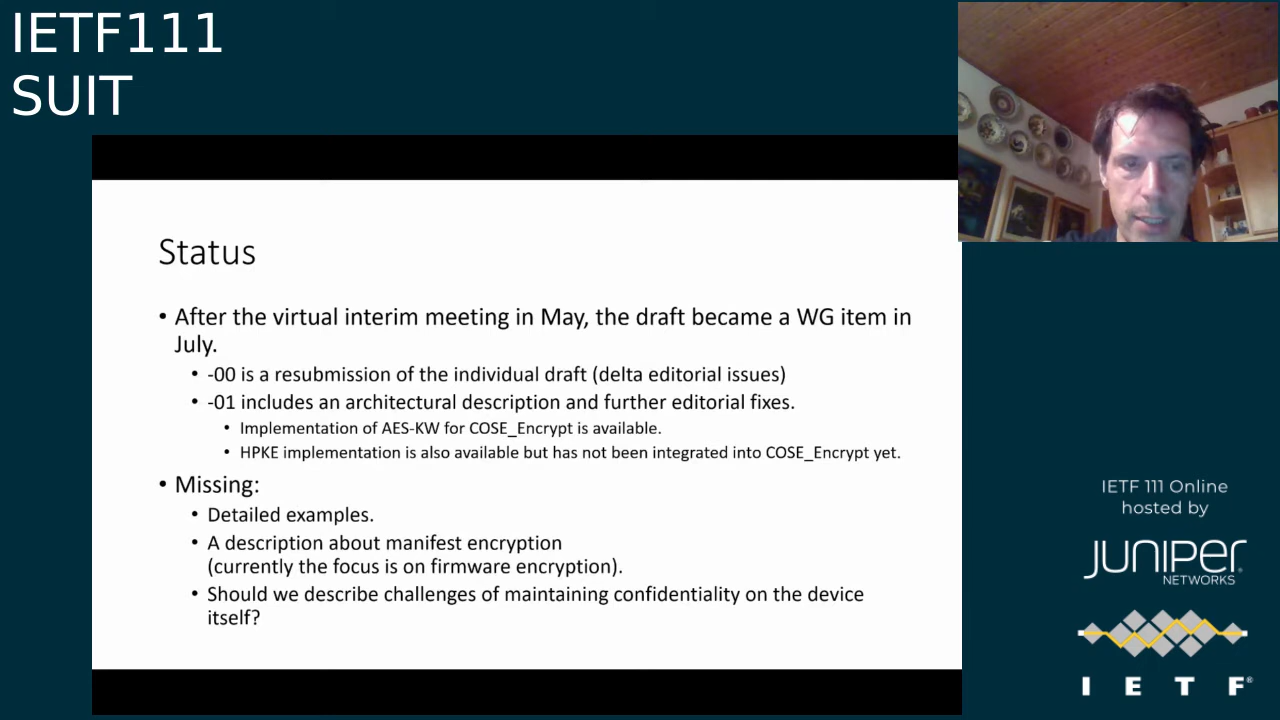 IETF111
SUIT
Status
• After the virtual interim meeting in May, the draft became a WG item in
July.
• -00 is a resubmission of the individual draft (delta editorial issues)
• -01 includes an architectural description and further editorial fixes.
• Implementation of AES-KW for COSE_Encrypt is available.
• HPKE implementation is also available but has not been integrated into COSE_Encrypt yet.
• Missing:
• Detailed examples.
• A description about manifest encryption
(currently the focus is on firmware encryption).
• Should we describe challenges of maintaining confidentiality on the device
itself?
IETF 111 Online
hosted by
JUNIPER
NETWORKS
I E T F®